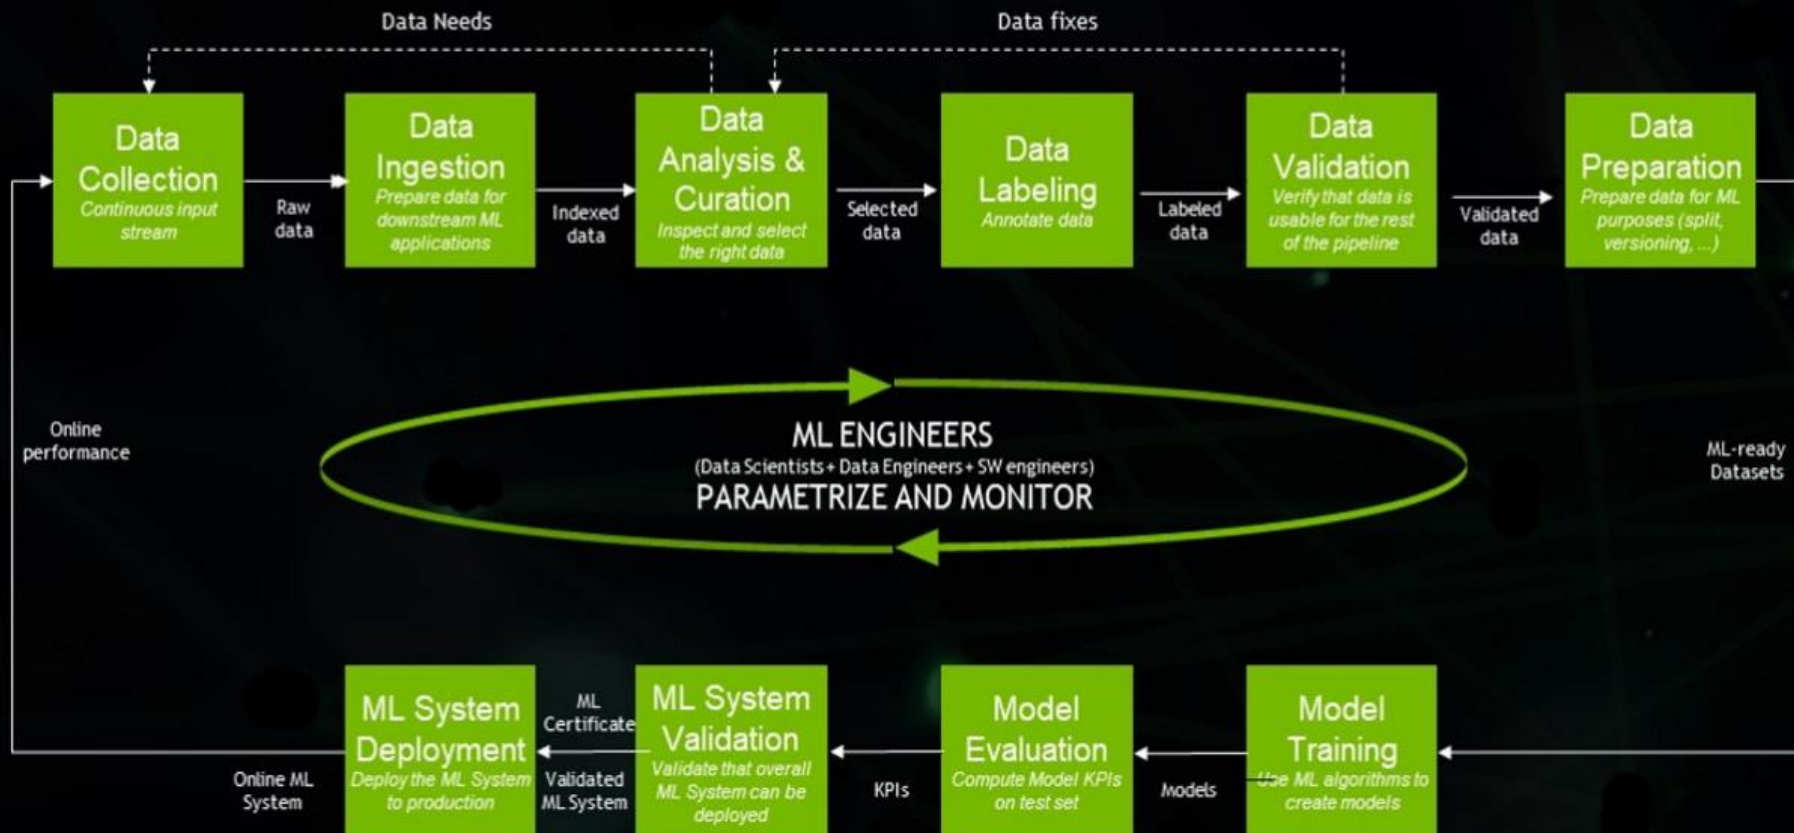 Data Needs
Data fixes
Data
Collection
Continuous input
stream
Raw
data
Data
Ingestion
Prepare data for
downstream ML
applications
Indexed
data
Data
Analysis &
Curation
Inspect and select
the right data
Selected
data
Data
Labeling
Annotate data
Labeled
data
Data
Validation
Verify that data is
usable for the rest
of the pipeline
Validated
data
Data
Preparation
Prepare data for ML
purposes (split,
versioning, ...)
Online
performance
ML ENGINEERS
(Data Scientists + Data Engineers + SW engineers)
PARAMETRIZE AND MONITOR
ML-ready
Datasets
Online ML
System
ML System
Deployment
Deploy the ML System
to production
ML
Certificate
Validated
ML System
ML System
Validation
Validate that overall
ML System can be
deployed
KPIs
Model
Evaluation
Compute Model KPIs
on test set
Models
Model
Training
Use ML algorithms to
create models